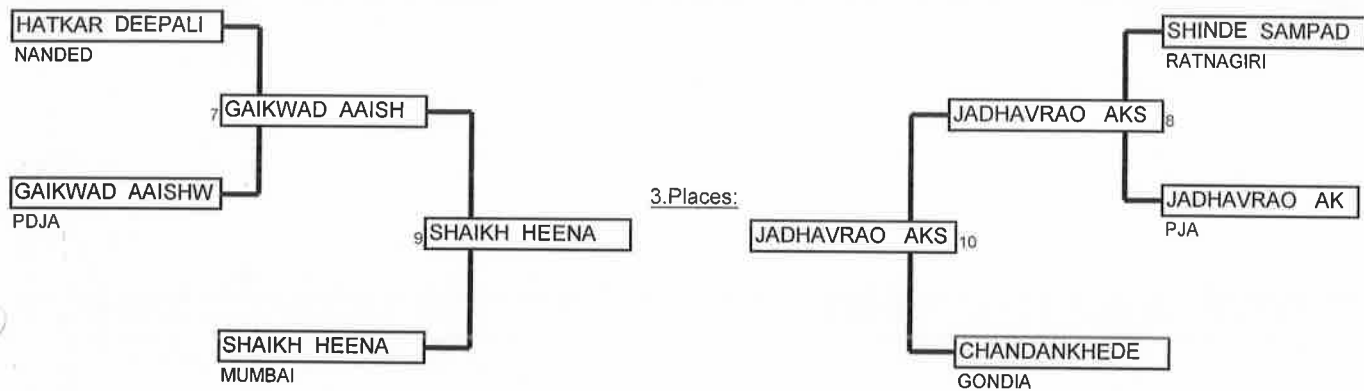 HATKAR DEEPALI
NANDED
7 GAIKWAD AAISH
GAIKWAD AAISHW
PDJA
9 SHAIKH HEENA
SHAIKH HEENA
MUMBAI
3.Places:
SHINDE SAMPAD
RATNAGIRI
JADHAVRAO AKS 8
JADHAVRAO AK
PJA
JADHAVRAO AKS 10
CHANDANKHEDE
GONDIA